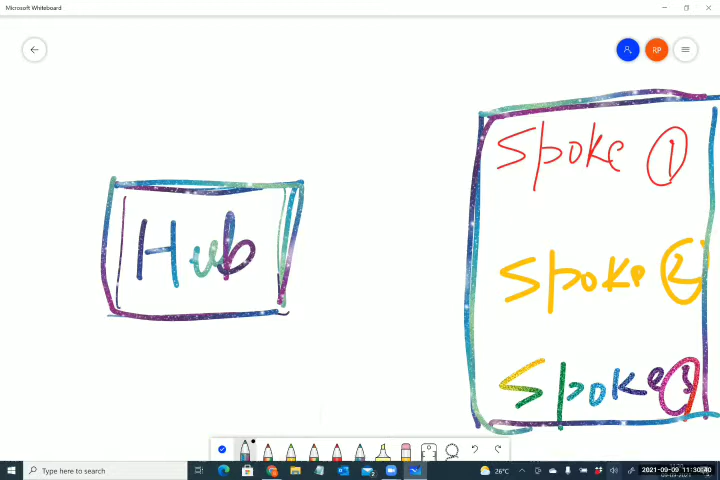 Microsoft Whiteboard
RP
Spoke 1
Hub
Spoke 2
Spoke 3
Type here to search
26°C
2021-09-09 11:30:40